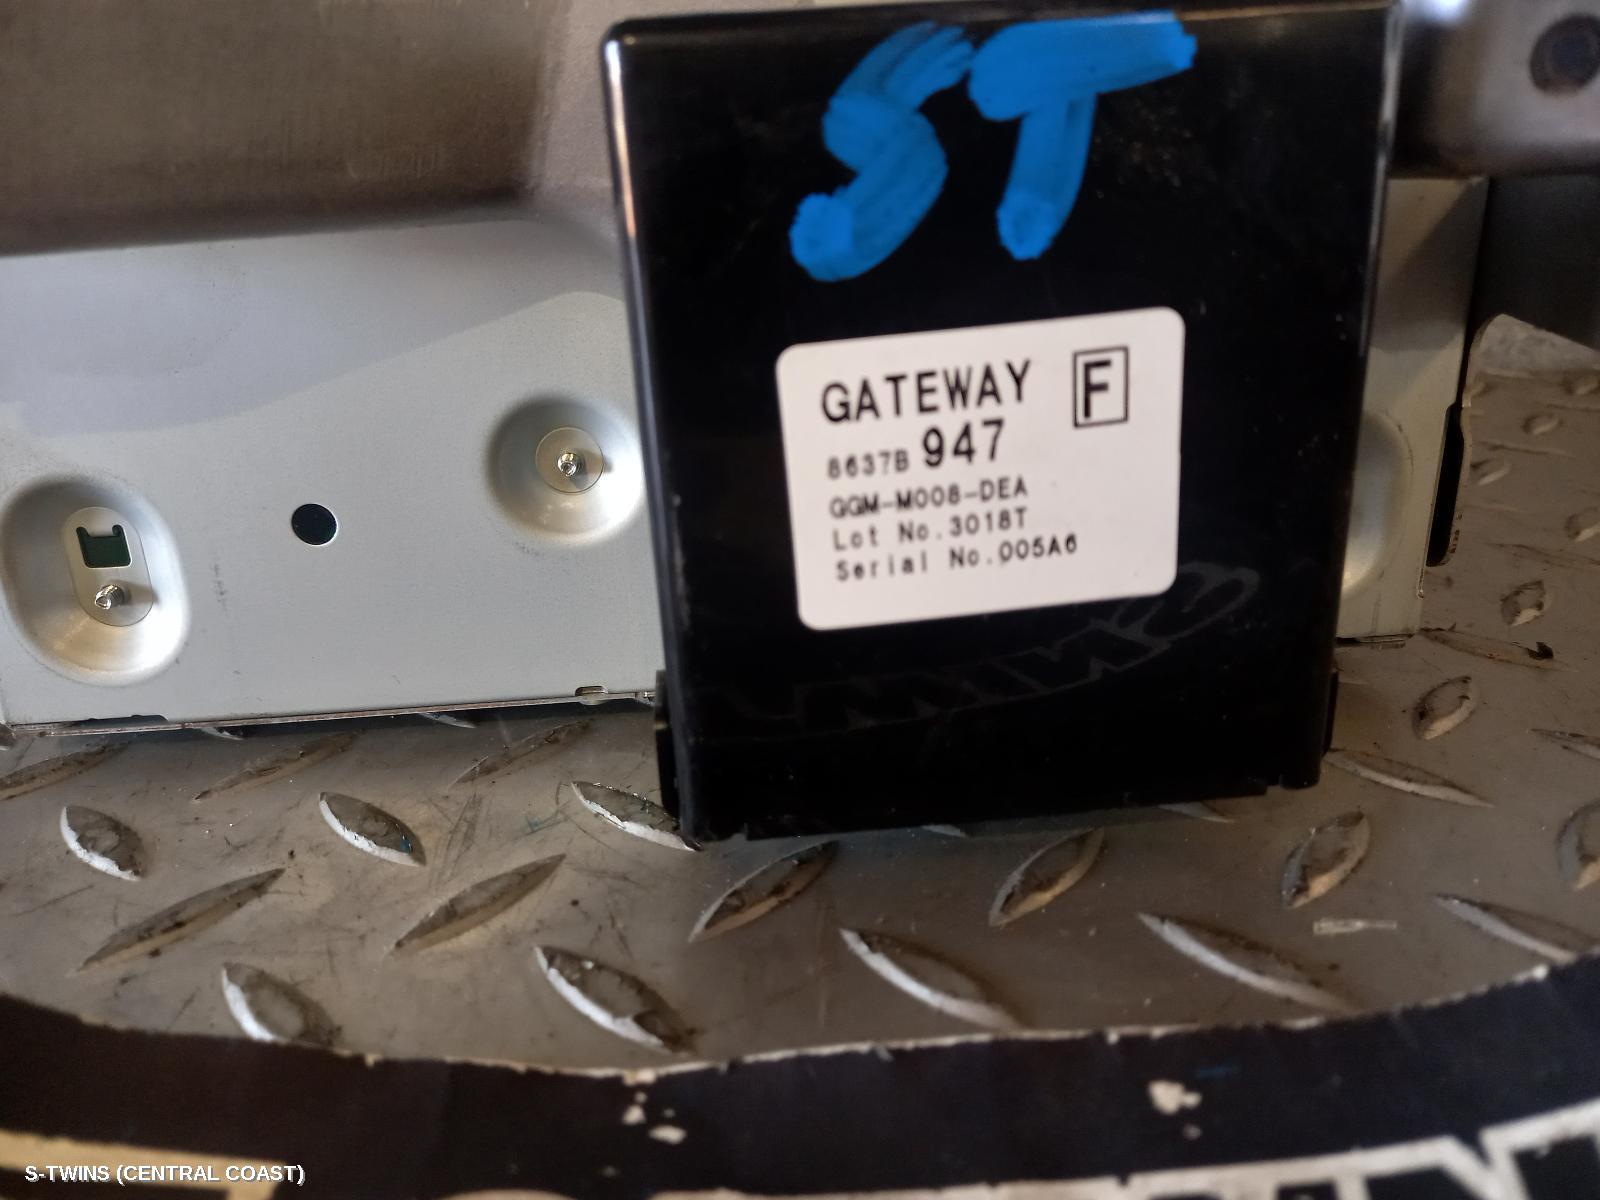 ST
GATEWAY F
8637B 947
GGM-M008-DEA
Lot No.3018T
Serial No.005A6
S-TWINS (CENTRAL COAST)